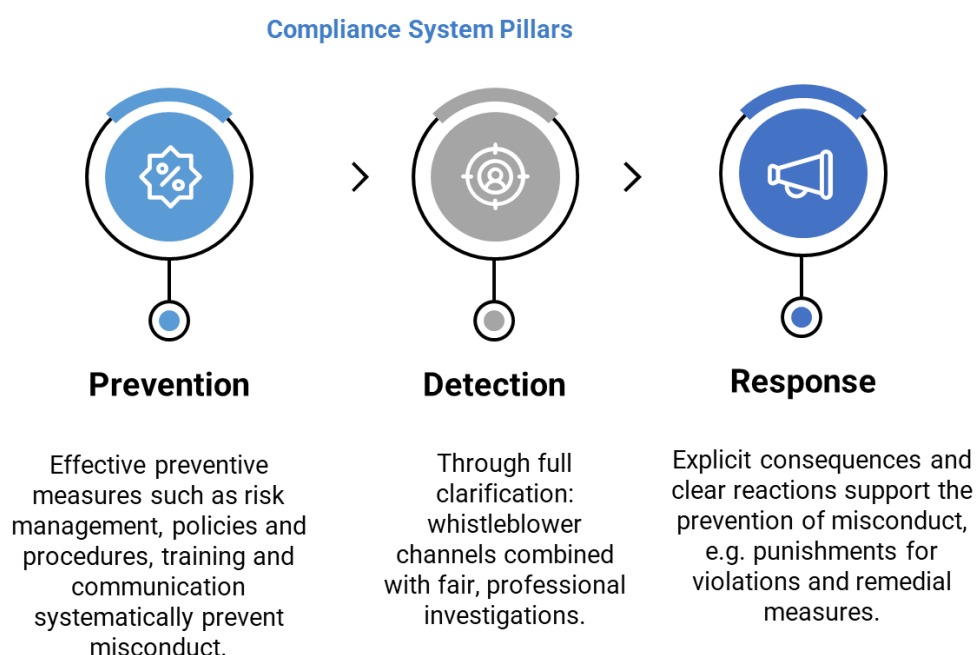 Compliance System Pillars
Prevention
Detection
Response
Effective preventive
measures such as risk
management, policies and
procedures, training and
communication
systematically prevent
misconduct.
Through full
clarification:
whistleblower
channels combined
with fair, professional
investigations.
Explicit consequences and
clear reactions support the
prevention of misconduct,
e.g. punishments for
violations and remedial
measures.